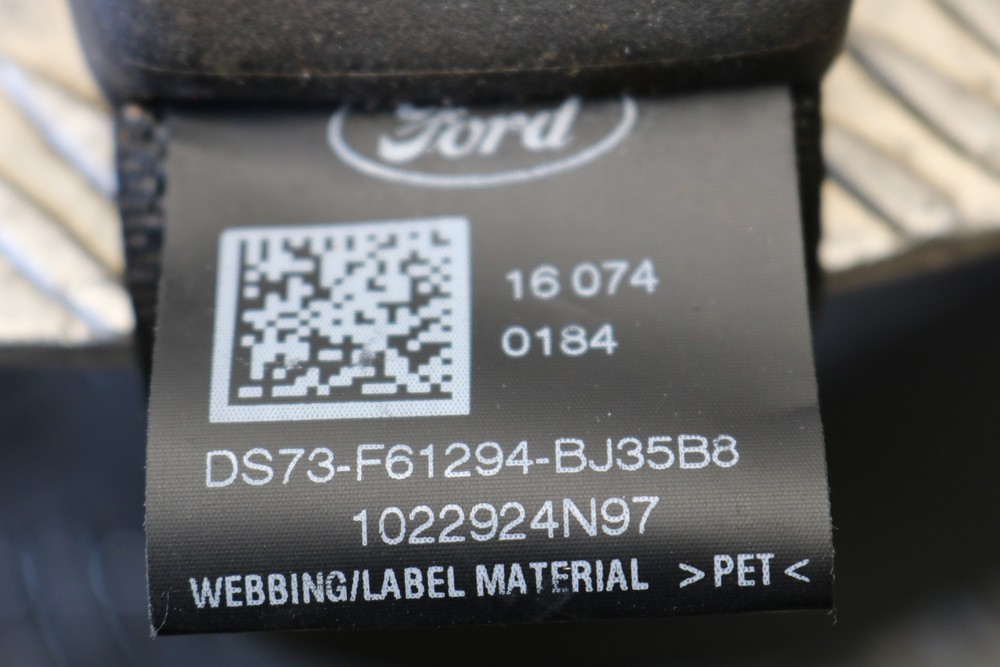 Ford
16 074
0184
DS73-F61294-BJ35B8
1022924N97
WEBBING/LABEL MATERIAL >PET<